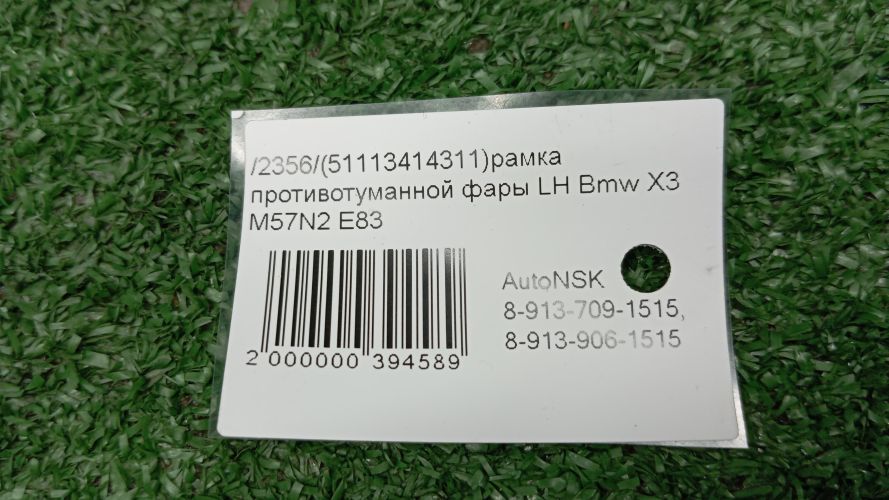 /2356/(51113414311)рамка
противотуманной фары LH Bmw X3
M57N2 E83
AutoNSK
8-913-709-1515,
8-913-906-1515
2 000000 394589